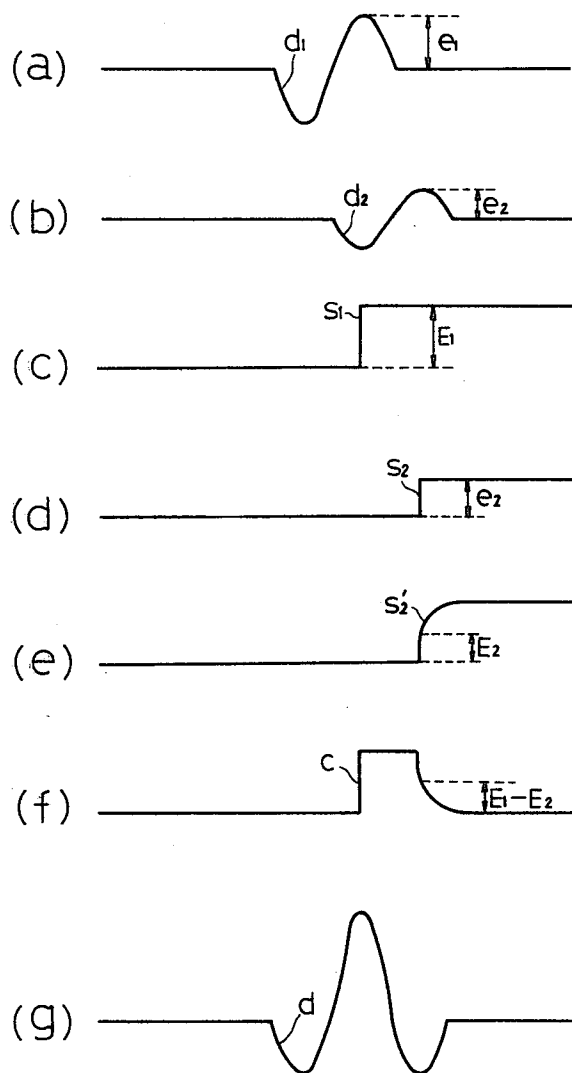 (a) d₁ e₁
(b) d₂ e₂
(c) S₁ E₁
(d) S₂ e₂
(e) S₂' E₂
(f) C E₁−E₂
(g) d